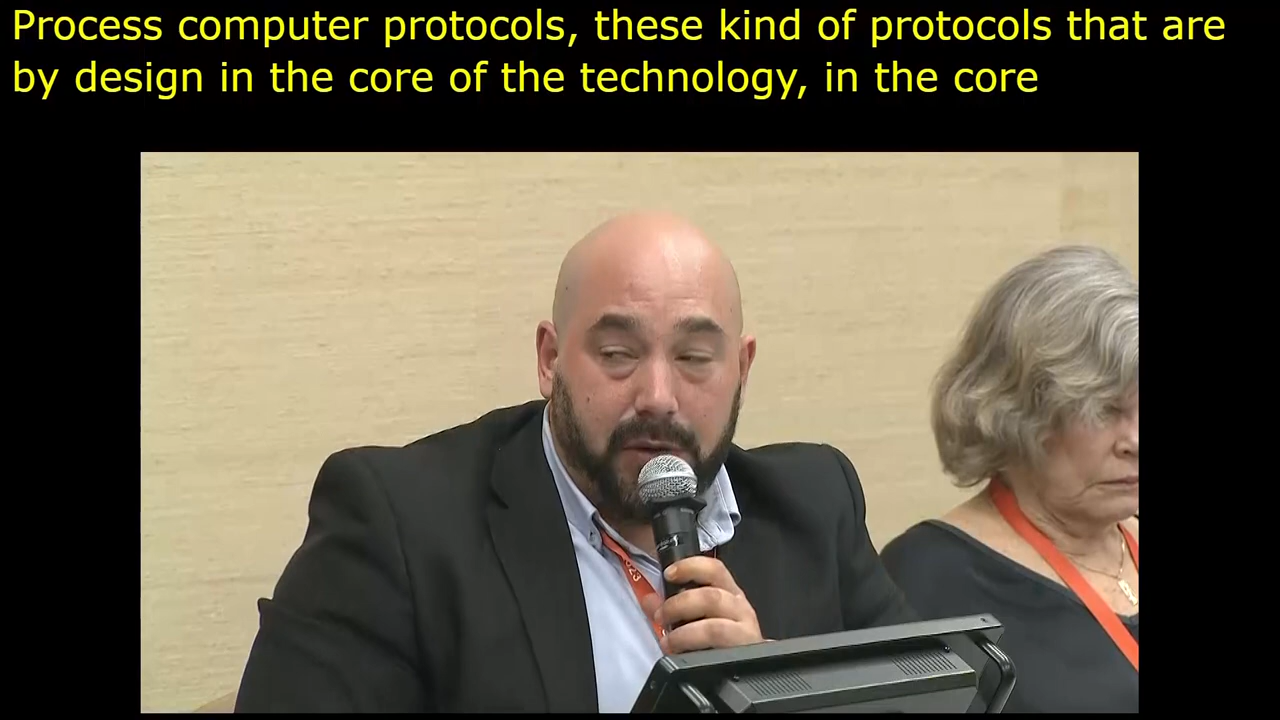 Process computer protocols, these kind of protocols that are
by design in the core of the technology, in the core
023